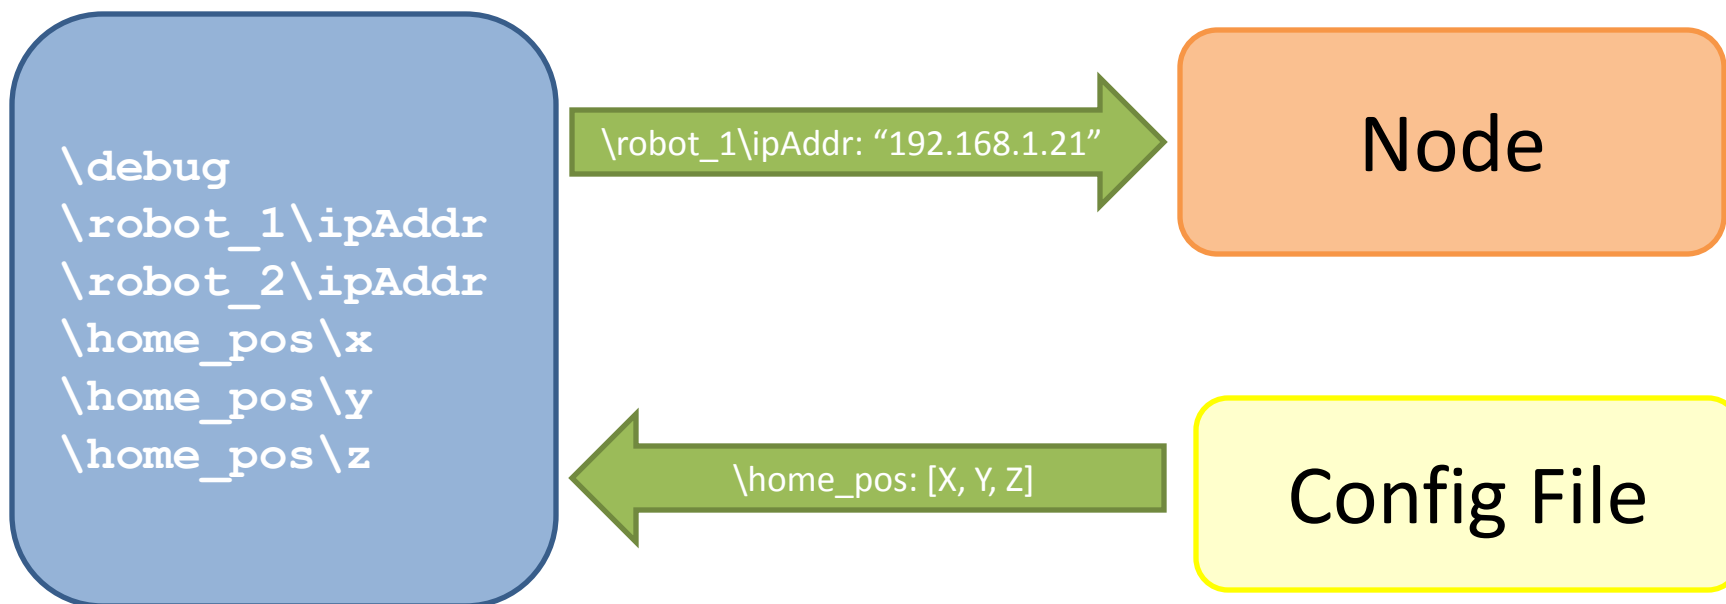 \debug
\robot_1\ipAddr
\robot_2\ipAddr
\home_pos\x
\home_pos\y
\home_pos\z
\robot_1\ipAddr: “192.168.1.21”
Node
\home_pos: [X, Y, Z]
Config File